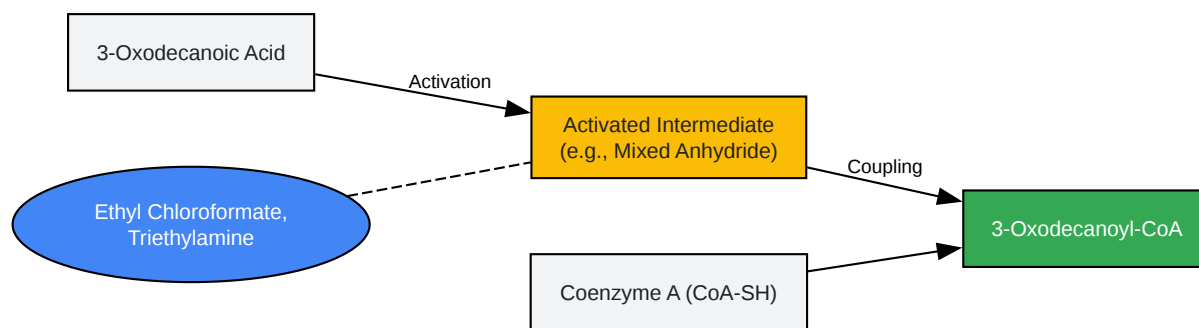 3-Oxodecanoic Acid
Activation
Activated Intermediate
(e.g., Mixed Anhydride)
Coupling
Ethyl Chloroformate,
Triethylamine
3-Oxodecanoyl-CoA
Coenzyme A (CoA-SH)